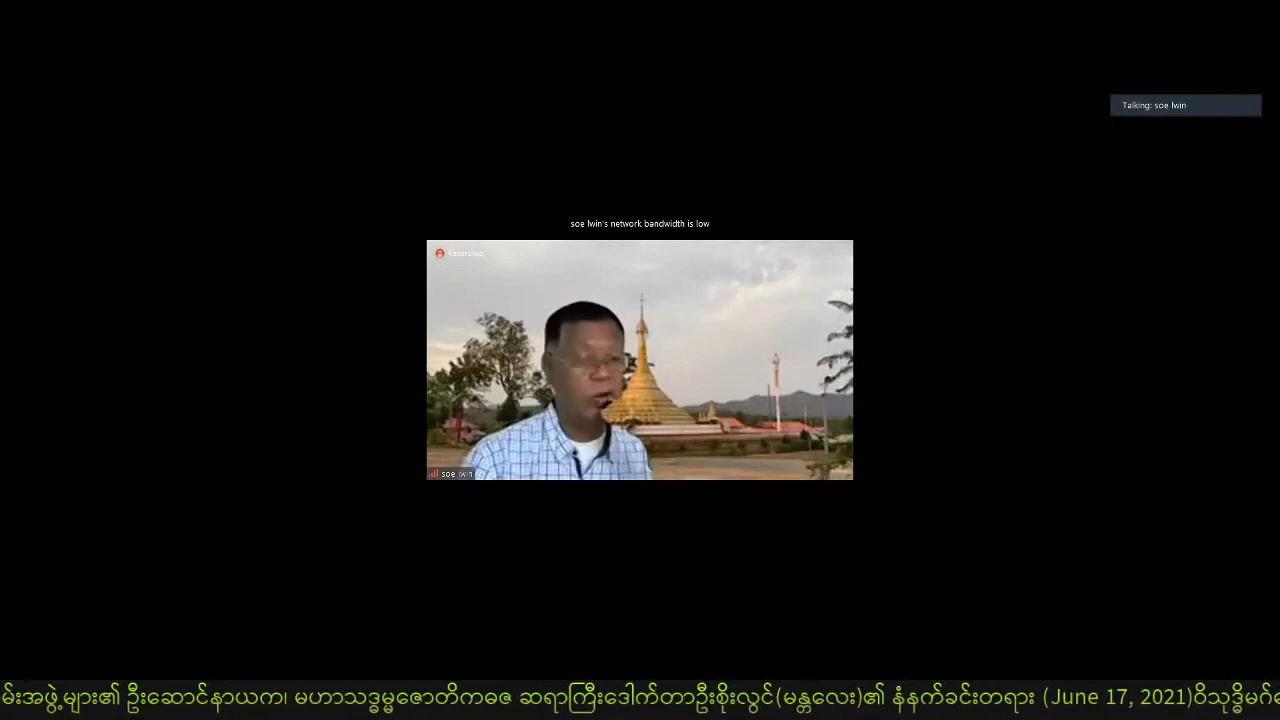 Talking: soe lwin
soe lwin's network bandwidth is low
soe lwin
မ်းအဖွဲ့များ၏ ဦးဆောင်နာယက၊ မဟာသဒ္ဓမ္မဇောတိကဓဇ ဆရာကြီးဒေါက်တာဦးစိုးလွင်(မန္တလေး)၏ နံနက်ခင်းတရား (June 17, 2021)ဝိသုဒ္ဓိမဂ်